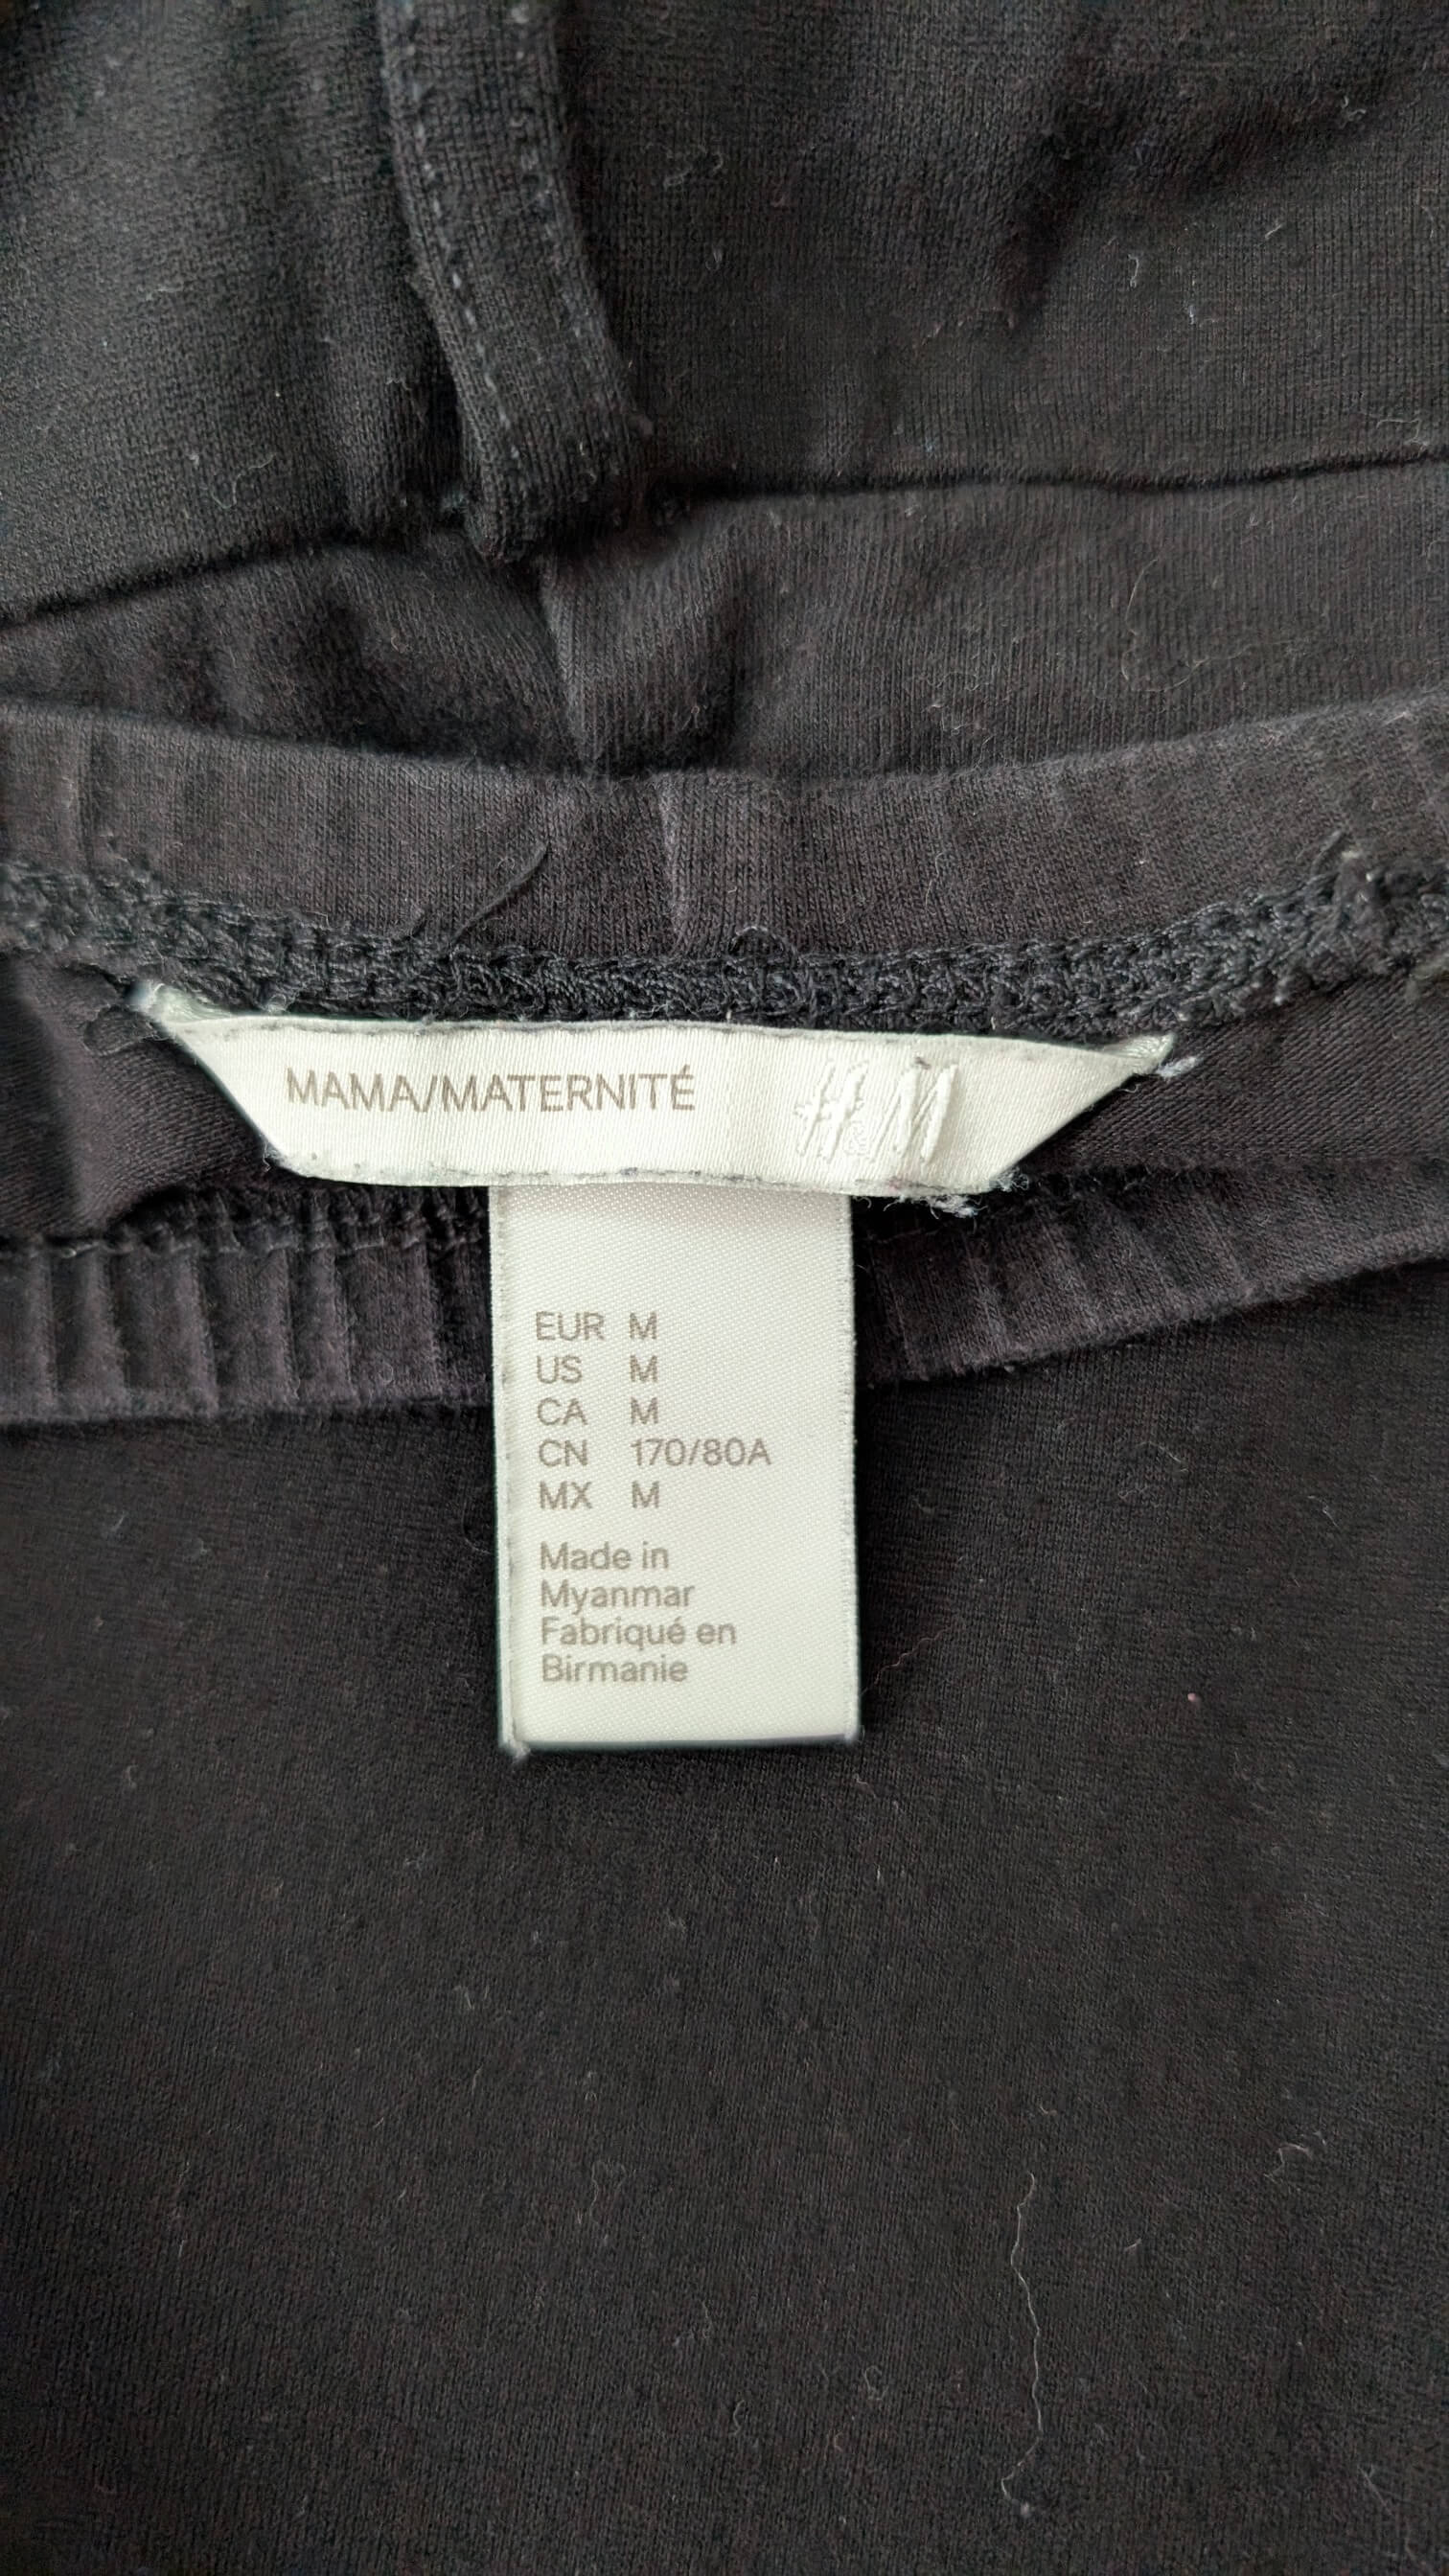 MAMA/MATERNITÉ H&M
EUR M
US M
CA M
CN 170/80A
MX M
Made in
Myanmar
Fabriqué en
Birmanie